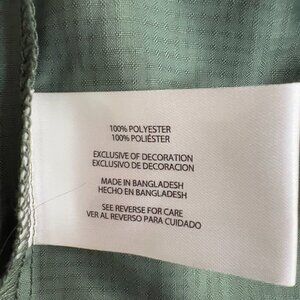 100% POLYESTER
100% POLIÉSTER
EXCLUSIVE OF DECORATION
EXCLUSIVO DE DECORACION
MADE IN BANGLADESH
HECHO EN BANGLADESH
SEE REVERSE FOR CARE
VER AL REVERSO PARA CUIDADO